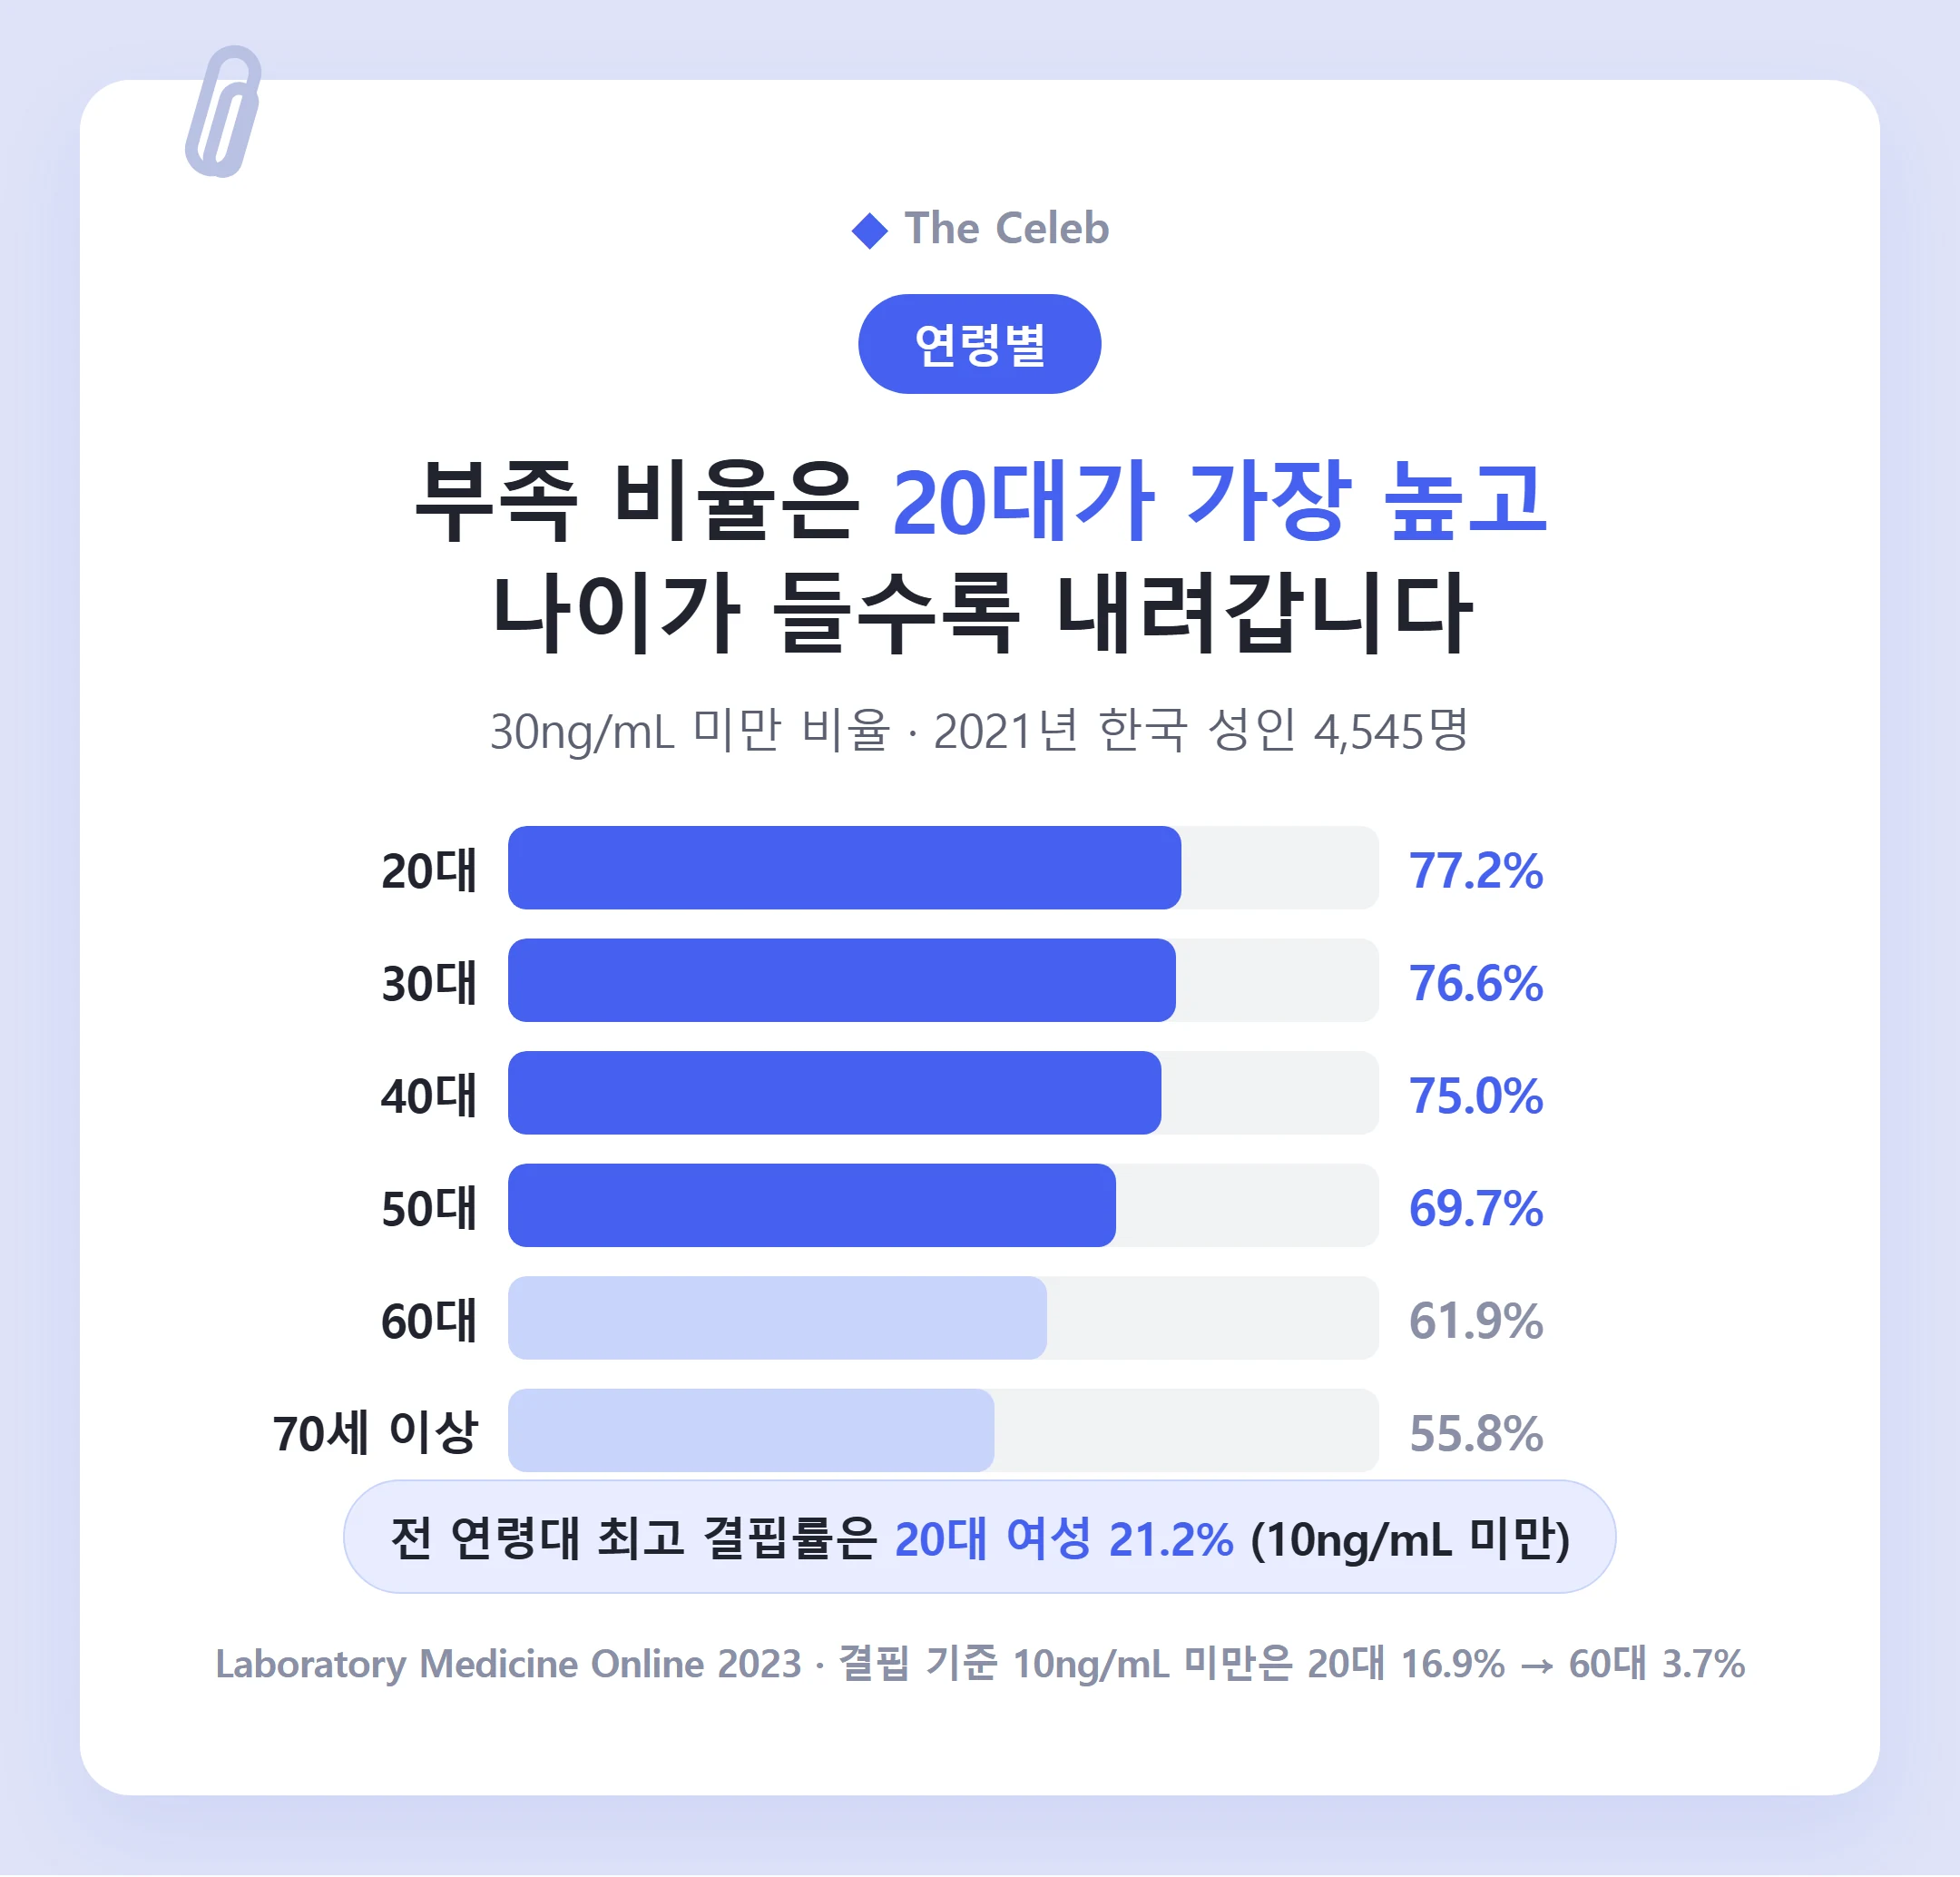 The Celeb
연령별
부족 비율은 20대가 가장 높고
나이가 들수록 내려갑니다
30ng/mL 미만 비율 · 2021년 한국 성인 4,545명
20대 77.2%
30대 76.6%
40대 75.0%
50대 69.7%
60대 61.9%
70세 이상 55.8%
전 연령대 최고 결핍률은 20대 여성 21.2% (10ng/mL 미만)
Laboratory Medicine Online 2023 · 결핍 기준 10ng/mL 미만은 20대 16.9% → 60대 3.7%